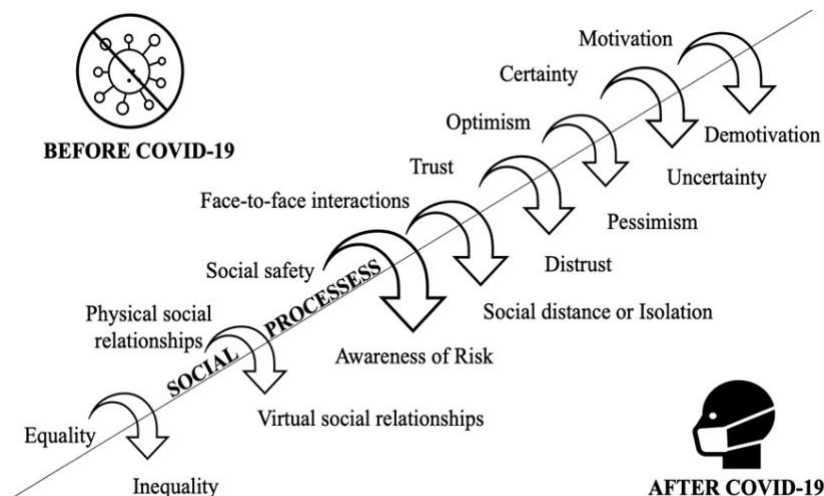 Motivation
Certainty
BEFORE COVID-19
Optimism
Demotivation
Trust
Uncertainty
Face-to-face interactions
Pessimism
Social safety
Distrust
SOCIAL PROCESSESS
Physical social
relationships
Social distance or Isolation
Awareness of Risk
Virtual social relationships
Equality
Inequality
AFTER COVID-19